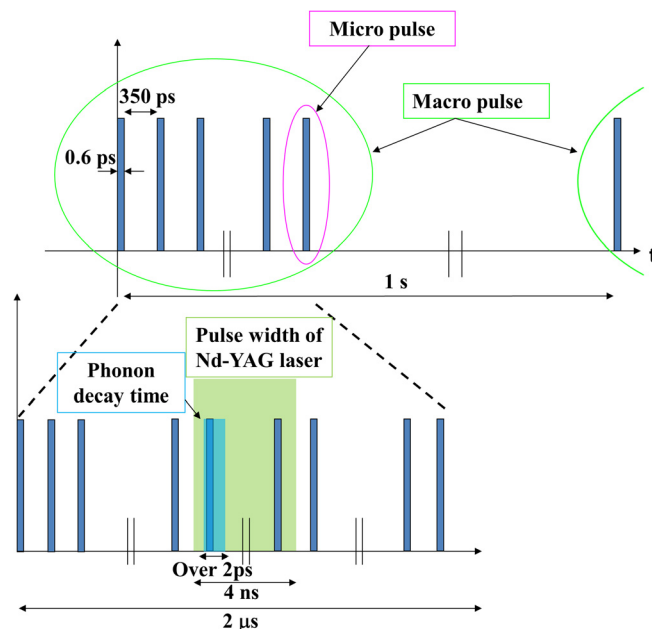 Micro pulse
350 ps
Macro pulse
0.6 ps
t
1 s
Pulse width of
Nd-YAG laser
Phonon
decay time
Over 2ps
4 ns
2 μs